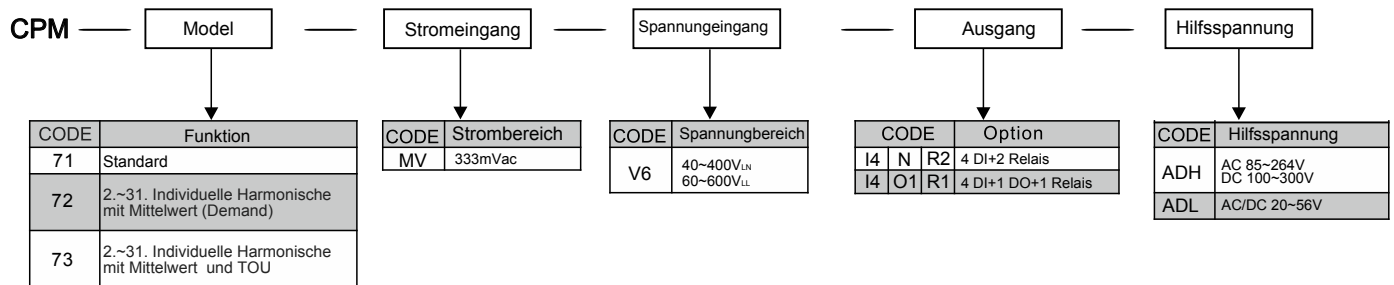 CPM Model Stromeingang Spannungeingang Ausgang Hilfsspannung
CODE Funktion
71 Standard
72 2.~31. Individuelle Harmonische
mit Mittelwert (Demand)
73 2.~31. Individuelle Harmonische
mit Mittelwert und TOU
CODE Strombereich
MV 333mVac
CODE Spannungbereich
V6 40~400VLN
60~600VLL
CODE Option
I4 N R2 4 DI+2 Relais
I4 O1 R1 4 DI+1 DO+1 Relais
CODE Hilfsspannung
ADH AC 85~264V
DC 100~300V
ADL AC/DC 20~56V